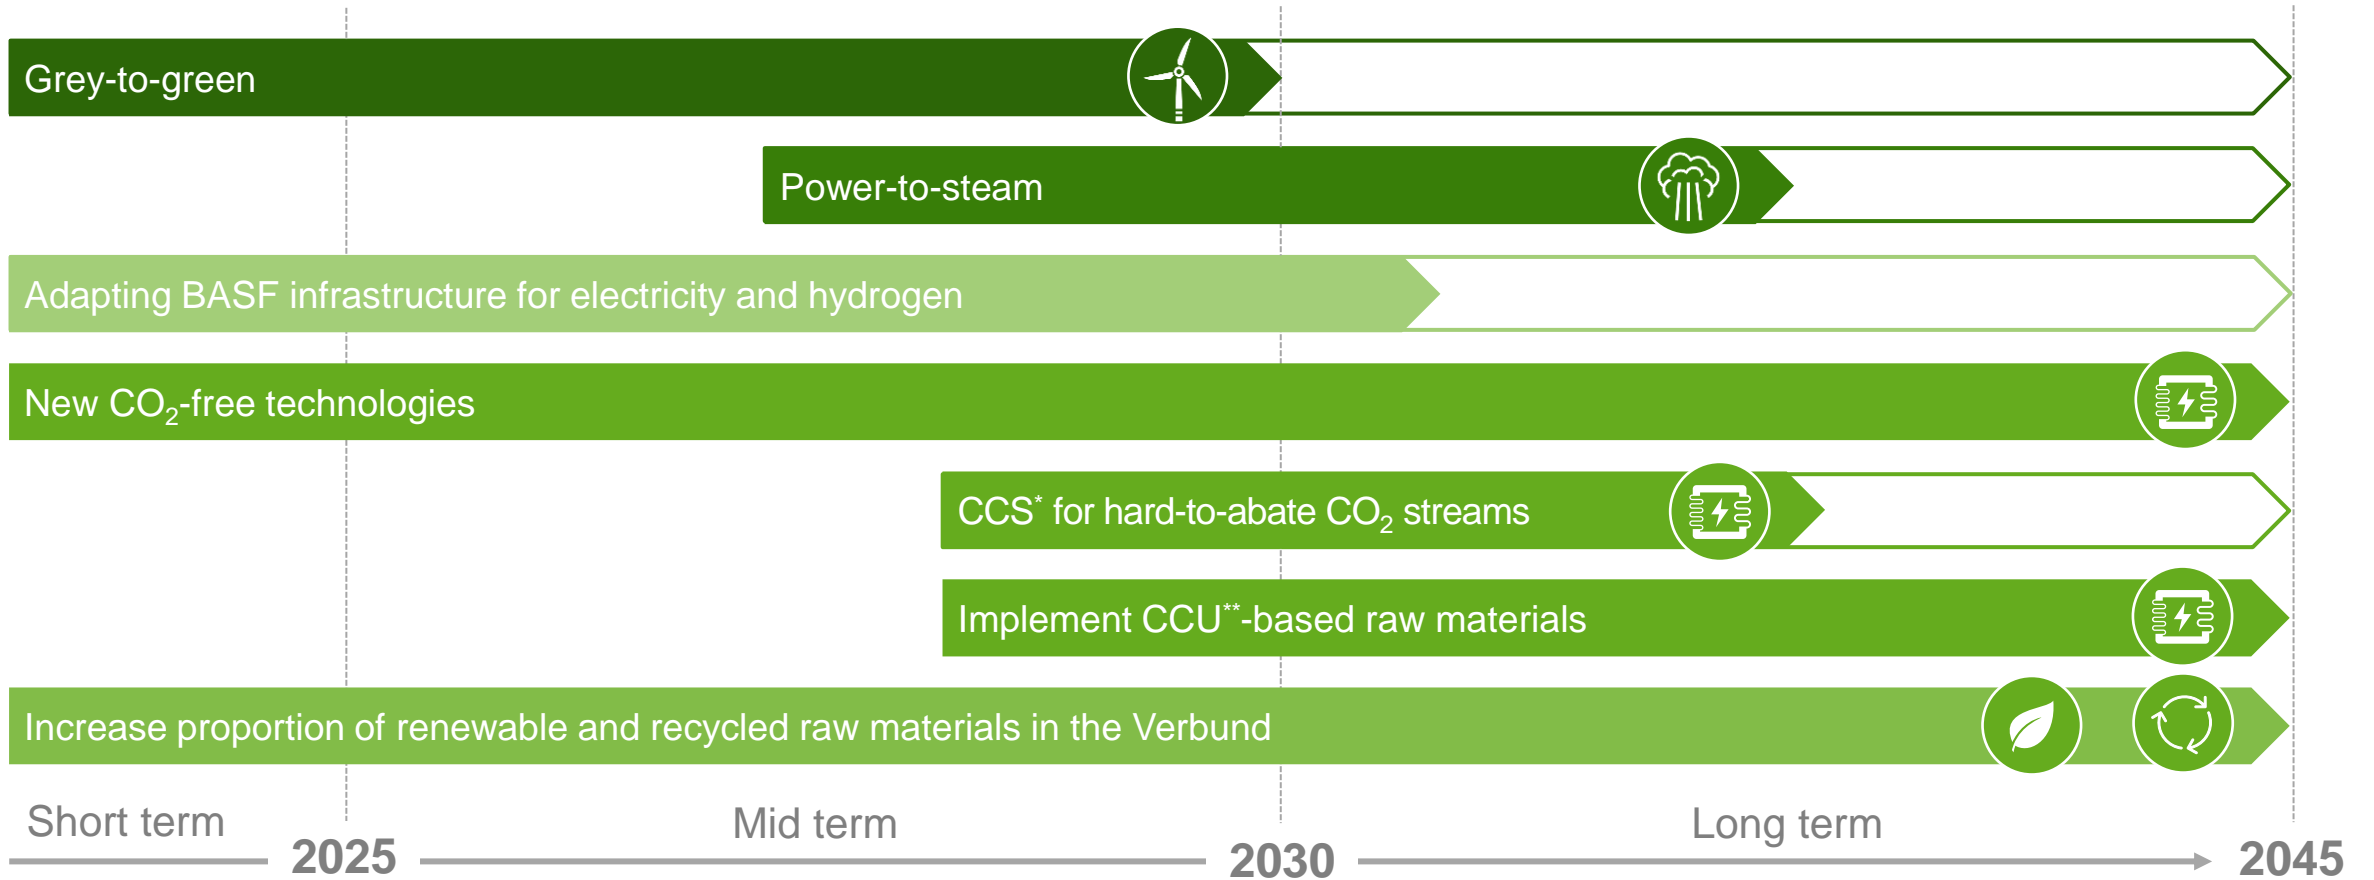 Grey-to-green
Power-to-steam
Adapting BASF infrastructure for electricity and hydrogen
New CO₂-free technologies
CCS* for hard-to-abate CO₂ streams
Implement CCU**-based raw materials
Increase proportion of renewable and recycled raw materials in the Verbund
Short term
Mid term
Long term
2025
2030
2045